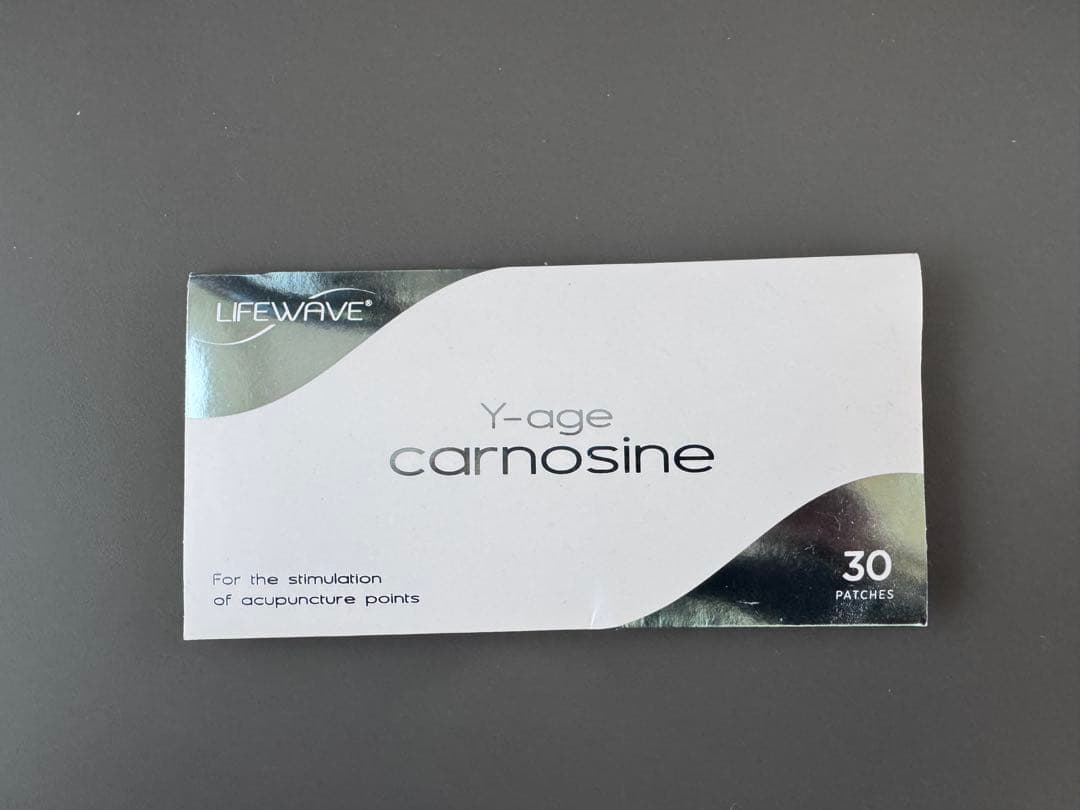 LIFEWAVE®
Y-age
carnosine
For the stimulation
of acupuncture points
30
PATCHES